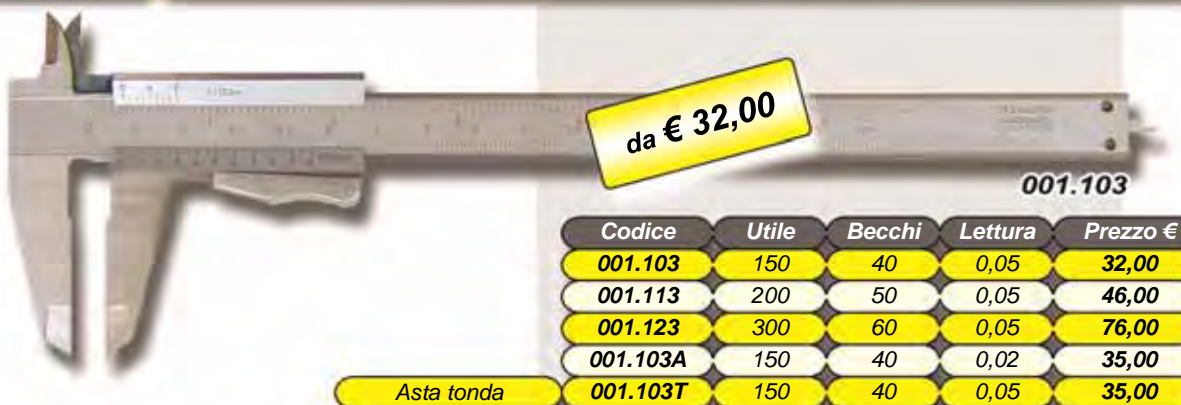 da € 32,00
001.103
Codice Utile Becchi Lettura Prezzo €
001.103 150 40 0,05 32,00
001.113 200 50 0,05 46,00
001.123 300 60 0,05 76,00
001.103A 150 40 0,02 35,00
Asta tonda 001.103T 150 40 0,05 35,00